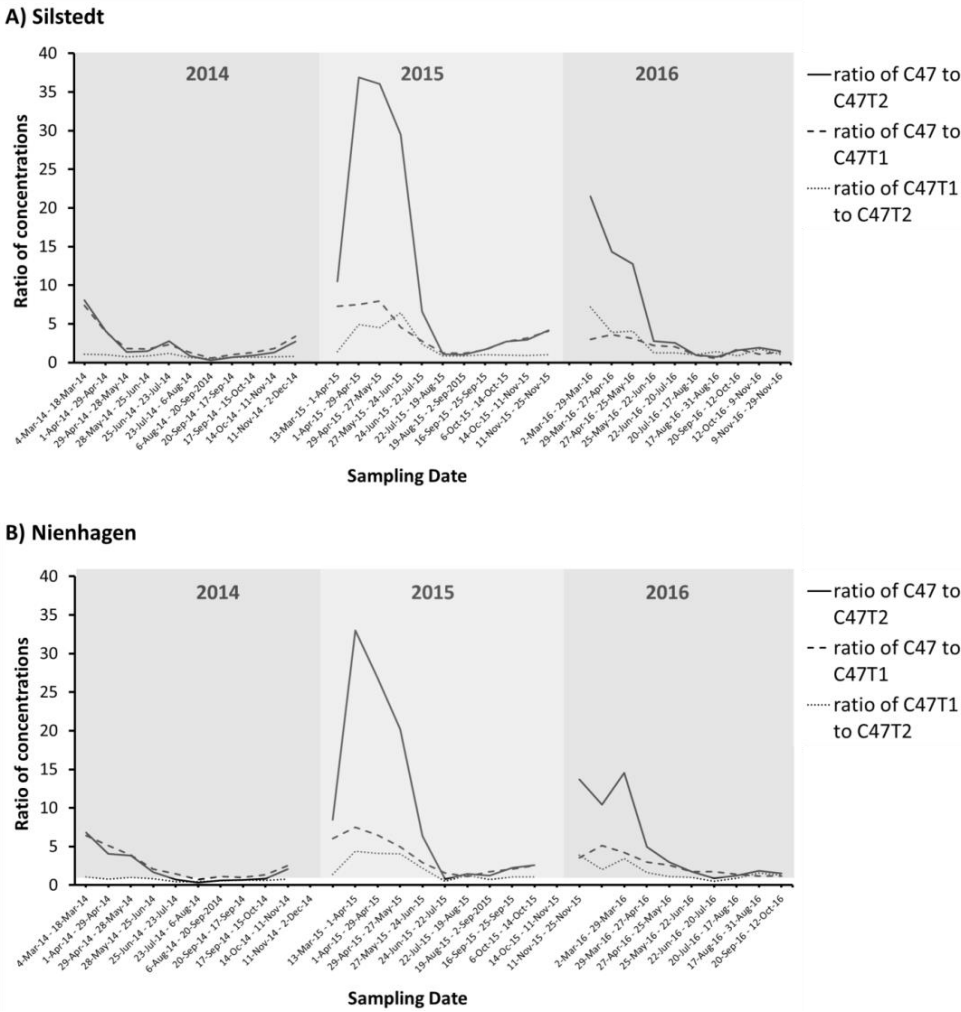 A) Silstedt
40
35
30
25
20
15
10
5
0
Ratio of concentrations
2014
2015
2016
ratio of C47 to
C47T2
ratio of C47 to
C47T1
ratio of C47T1
to C47T2
4-Mar-14 - 18-Mar-14
1-Apr-14 - 29-Apr-14
29-Apr-14 - 28-May-14
28-May-14 - 25-Jun-14
25-Jun-14 - 23-Jul-14
23-Jul-14 - 6-Aug-14
6-Aug-14 - 20-Sep-2014
20-Sep-14 - 17-Sep-14
17-Sep-14 - 15-Oct-14
14-Oc-14 - 11-Nov-14
11-Nov-14 - 2-Dec-14
13-Mar-15 - 1-Apr-15
1-Apr-15 - 29-Apr-15
29-Apr-15 - 27-May-15
27-May-15 - 24-Jun-15
24-Jun-15 - 22-Jul-15
22-Jul-15 - 19-Aug-15
19-Aug-15 - 2-Sep-2015
16-Sep-15 - 25-Sep-15
6-Oct-15 - 14-Oct-15
14-Oc-15 - 11-Nov-15
11-Nov-15 - 25-Nov-15
2-Mar-16 - 29-Mar-16
29-Mar-16 - 27-Apr-16
27-Apr-16 - 25-May-16
25-May-16 - 22-Jun-16
22-Jun-16 - 20-Jul-16
20-Jul-16 - 17-Aug-16
17-Aug-16 - 31-Aug-16
20-Sep-16 - 12-Oct-16
12-Oct-16 - 9-Nov-16
9-Nov-16 - 29-Nov-16
Sampling Date
B) Nienhagen
40
35
30
25
20
15
10
5
0
Ratio of concentrations
2014
2015
2016
ratio of C47 to
C47T2
ratio of C47 to
C47T1
ratio of C47T1
to C47T2
4-Mar-14 - 18-Mar-14
1-Apr-14 - 29-Apr-14
29-Apr-14 - 28-May-14
28-May-14 - 25-Jun-14
25-Jun-14 - 23-Jul-14
23-Jul-14 - 6-Aug-14
6-Aug-14 - 20-Sep-2014
20-Sep-14 - 17-Sep-14
17-Sep-14 - 15-Oct-14
14-Oc-14 - 11-Nov-14
11-Nov-14 - 2-Dec-14
13-Mar-15 - 1-Apr-15
1-Apr-15 - 29-Apr-15
29-Apr-15 - 27-May-15
27-May-15 - 24-Jun-15
24-Jun-15 - 22-Jul-15
22-Jul-15 - 19-Aug-15
19-Aug-15 - 2-Sep-2015
16-Sep-15 - 25-Sep-15
6-Oct-15 - 14-Oct-15
14-Oc-15 - 11-Nov-15
11-Nov-15 - 25-Nov-15
2-Mar-16 - 29-Mar-16
29-Mar-16 - 27-Apr-16
27-Apr-16 - 25-May-16
25-May-16 - 22-Jun-16
22-Jun-16 - 20-Jul-16
20-Jul-16 - 17-Aug-16
17-Aug-16 - 31-Aug-16
20-Sep-16 - 12-Oct-16
Sampling Date